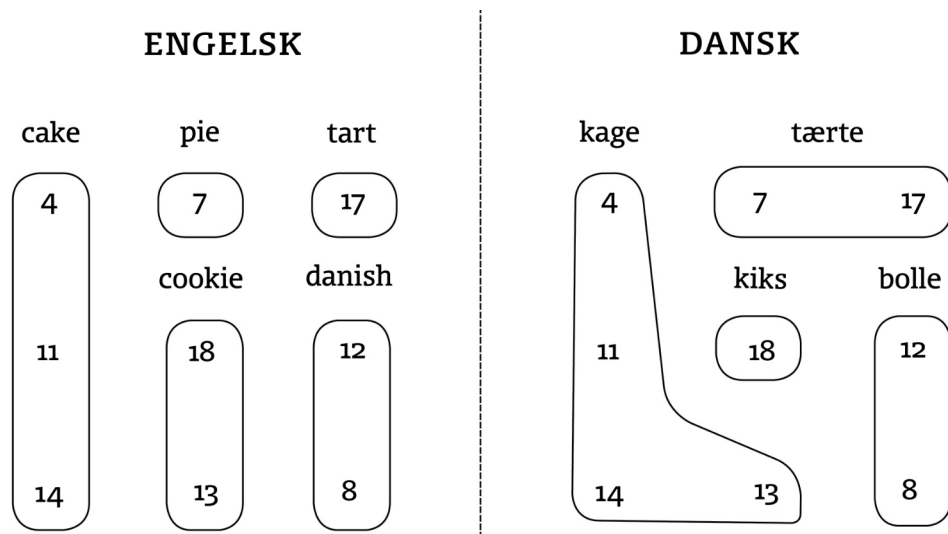 ENGELSK
cake pie tart
4 7 17
cookie danish
11 18 12
14 13 8
DANSK
kage tærte
4 7 17
kiks bolle
11 18 12
14 13 8